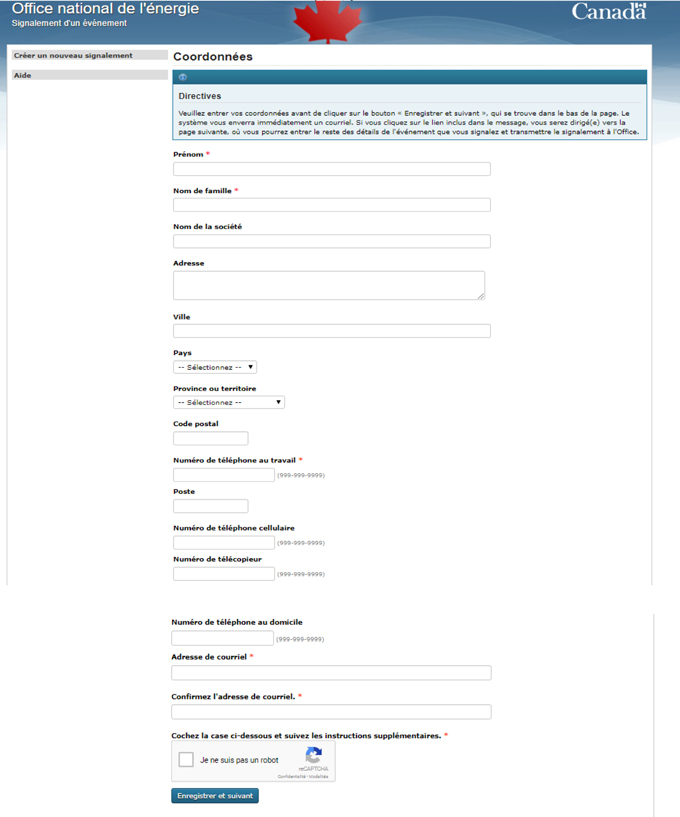 Office national de l'énergie
Signalement d'un événement
Canada
Créer un nouveau signalement
Aide
Coordonnées
Directives
Veuillez entrer vos coordonnées avant de cliquer sur le bouton « Enregistrer et suivant », qui se trouve dans le bas de la page. Le
système vous enverra immédiatement un courriel. Si vous cliquez sur le lien inclus dans le message, vous serez dirigé(e) vers la
page suivante, où vous pourrez entrer le reste des détails de l'événement que vous signalez et transmettre le signalement à l'Office.
Prénom *
Nom de famille *
Nom de la société
Adresse
Ville
Pays
-- Sélectionnez --
Province ou territoire
-- Sélectionnez --
Code postal
Numéro de téléphone au travail *
(999-999-9999)
Poste
Numéro de téléphone cellulaire
(999-999-9999)
Numéro de télécopieur
(999-999-9999)
Numéro de téléphone au domicile
(999-999-9999)
Adresse de courriel *
Confirmez l'adresse de courriel. *
Cochez la case ci-dessous et suivez les instructions supplémentaires. *
Je ne suis pas un robot
reCAPTCHA
Confidentialité - Modalités
Enregistrer et suivant